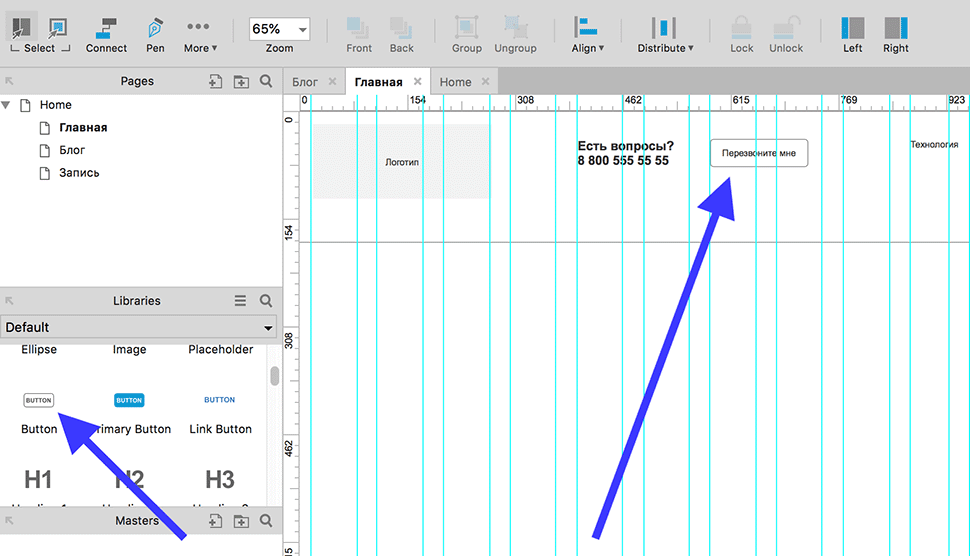 Select Connect Pen More ▾ 65% Zoom Front Back Group Ungroup Align ▾ Distribute ▾ Lock Unlock Left Right
Pages
Блог × Главная × Home ×
0 154 308 462 615 769 923
Home
Главная
Блог
Запись
0
154
308
462
15
Логотип
Есть вопросы?
8 800 555 55 55
Перезвоните мне
Технология
Libraries
Default
Ellipse Image Placeholder
BUTTON BUTTON BUTTON
Button rimary Button Link Button
H1 H2 H3
Masters